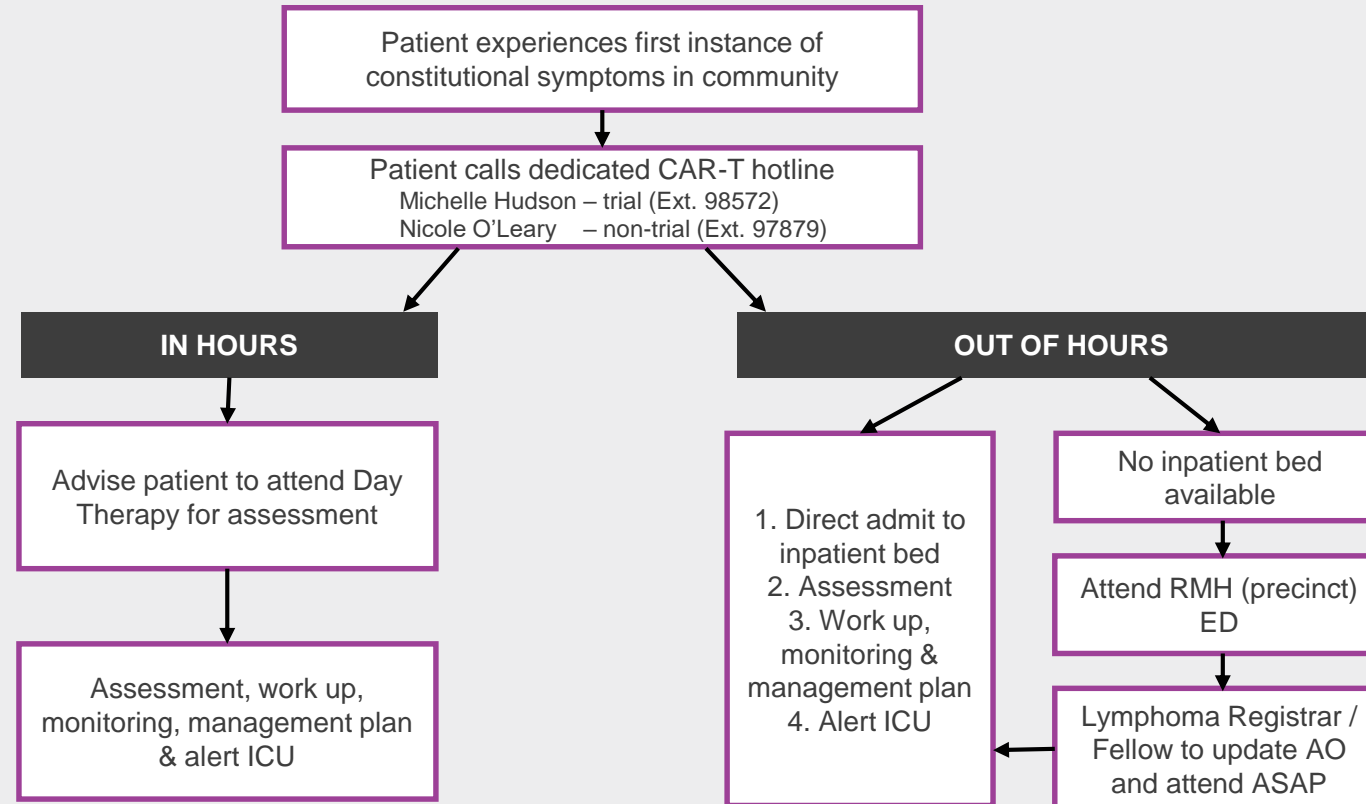 Patient experiences first instance of
constitutional symptoms in community
Patient calls dedicated CAR-T hotline
Michelle Hudson – trial (Ext. 98572)
Nicole O’Leary – non-trial (Ext. 97879)
IN HOURS
Advise patient to attend Day
Therapy for assessment
Assessment, work up,
monitoring, management plan
& alert ICU
OUT OF HOURS
1. Direct admit to
inpatient bed
2. Assessment
3. Work up,
monitoring &
management plan
4. Alert ICU
No inpatient bed
available
Attend RMH (precinct)
ED
Lymphoma Registrar /
Fellow to update AO
and attend ASAP